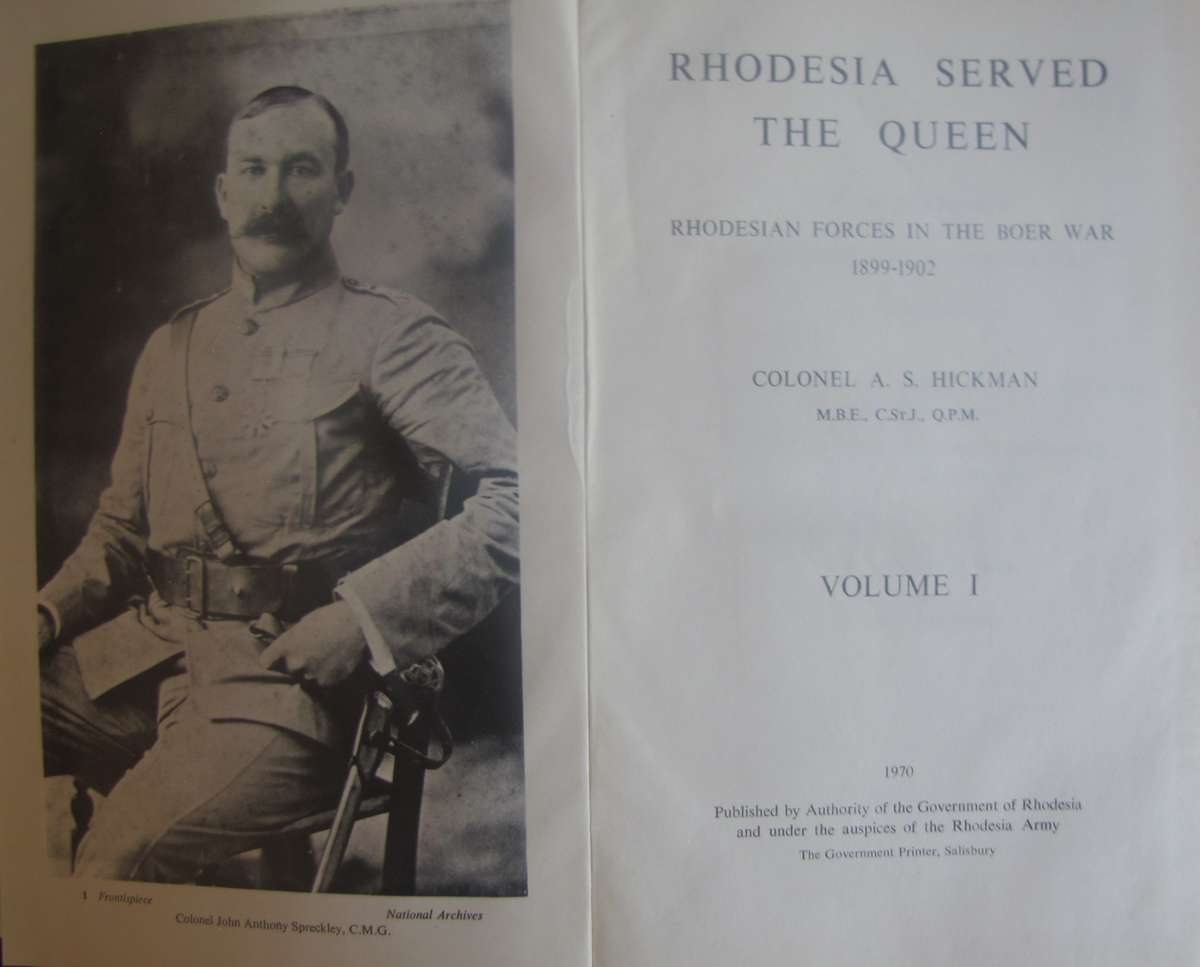 1 Frontispiece
National Archives
Colonel John Anthony Spreckley, C.M.G.
RHODESIA SERVED
THE QUEEN
RHODESIAN FORCES IN THE BOER WAR
1899-1902
COLONEL A. S. HICKMAN
M.B.E., C.St.J., Q.P.M.
VOLUME I
1970
Published by Authority of the Government of Rhodesia
and under the auspices of the Rhodesia Army
The Government Printer, Salisbury